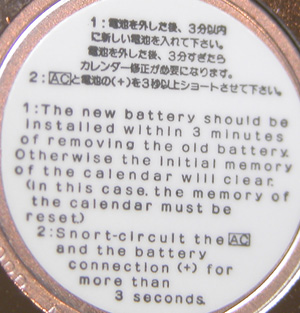 1：電池を外した後、3分以内
に新しい電池を入れて下さい。
電池を外した後、3分すぎたら
カレンダー修正が必要になります。
2：ACと電池の(+)を3秒以上ショートさせて下さい。
1:The new battery should be
installed within 3 minutes
of removing the old battery.
Otherwise the initial memory
of the calendar will clear.
(in this case, the memory of
the calendar must be
reset.)
2:Snort-circuit the AC
and the battery
connection (+) for
more than
3 seconds.